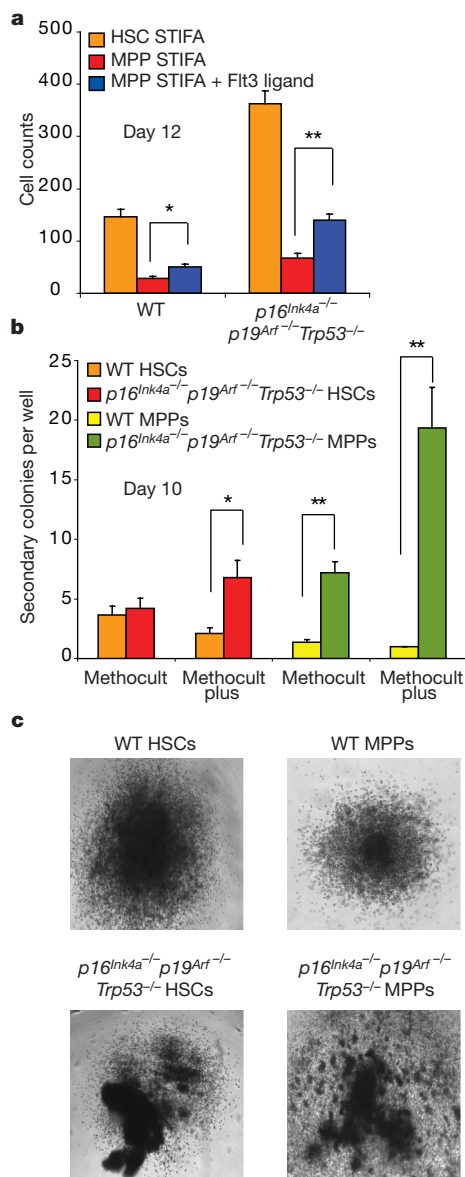 a
HSC STIFA
MPP STIFA
MPP STIFA + Flt3 ligand
Day 12
Cell counts
400
300
200
100
0
*
**
WT
p16Ink4a−/−
p19Arf−/−Trp53−/−
b
WT HSCs
p16Ink4a−/−p19Arf−/−Trp53−/− HSCs
WT MPPs
p16Ink4a−/−p19Arf−/−Trp53−/− MPPs
Day 10
Secondary colonies per well
25
20
15
10
5
0
*
**
**
Methocult
Methocult
plus
Methocult
Methocult
plus
c
WT HSCs
WT MPPs
p16Ink4a−/−p19Arf−/−
Trp53−/− HSCs
p16Ink4a−/−p19Arf−/−
Trp53−/− MPPs